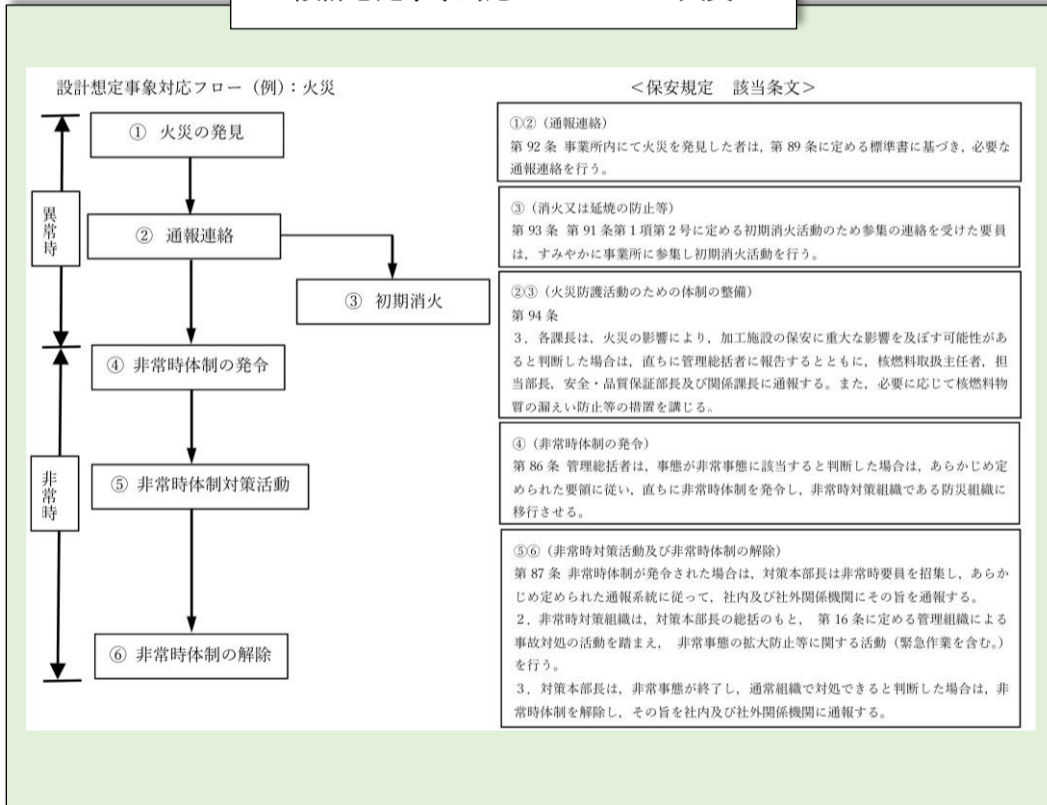 設計想定事象対応フロー（例）：火災
① 火災の発見
② 通報連絡
③ 初期消火
④ 非常時体制の発令
⑤ 非常時体制対策活動
⑥ 非常時体制の解除
異常時
非常時
＜保安規定　該当条文＞
①②（通報連絡）
第 92 条 事業所内にて火災を発見した者は，第 89 条に定める標準書に基づき，必要な
通報連絡を行う。
③（消火又は延焼の防止等）
第 93 条 第 91 条第 1 項第 2 号に定める初期消火活動のため参集の連絡を受けた要員
は，すみやかに事業所に参集し初期消火活動を行う。
②③（火災防護活動のための体制の整備）
第 94 条
3．各課長は，火災の影響により，加工施設の保安に重大な影響を及ぼす可能性があ
ると判断した場合は，直ちに管理総括者に報告するとともに，核燃料取扱主任者，担
当部長，安全・品質保証部長及び関係課長に通報する。また，必要に応じて核燃料物
質の漏えい防止等の措置を講じる。
④（非常時体制の発令）
第 86 条 管理総括者は，事態が非常事態に該当すると判断した場合は，あらかじめ定
められた要領に従い，直ちに非常時体制を発令し，非常時対策組織である防災組織に
移行させる。
⑤⑥（非常時対策活動及び非常時体制の解除）
第 87 条 非常時体制が発令された場合は，対策本部長は非常時要員を招集し，あらか
じめ定められた通報系統に従って，社内及び社外関係機関にその旨を通報する。
2．非常時対策組織は，対策本部長の総括のもと， 第 16 条に定める管理組織による
事故対処の活動を踏まえ， 非常事態の拡大防止等に関する活動（緊急作業を含む。）
を行う。
3．対策本部長は，非常事態が終了し，通常組織で対処できると判断した場合は，非
常時体制を解除し，その旨を社内及び社外関係機関に通報する。